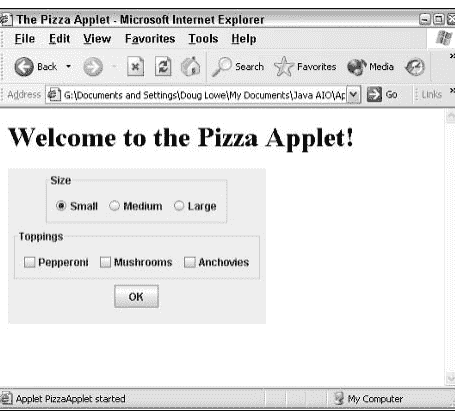 The Pizza Applet - Microsoft Internet Explorer
File Edit View Favorites Tools Help
Back Search Favorites Media
Address G:\Documents and Settings\Doug Lowe\My Documents\Java AIO\Ap Go Links
Welcome to the Pizza Applet!
Size
Small Medium Large
Toppings
Pepperoni Mushrooms Anchovies
OK
Applet PizzaApplet started My Computer